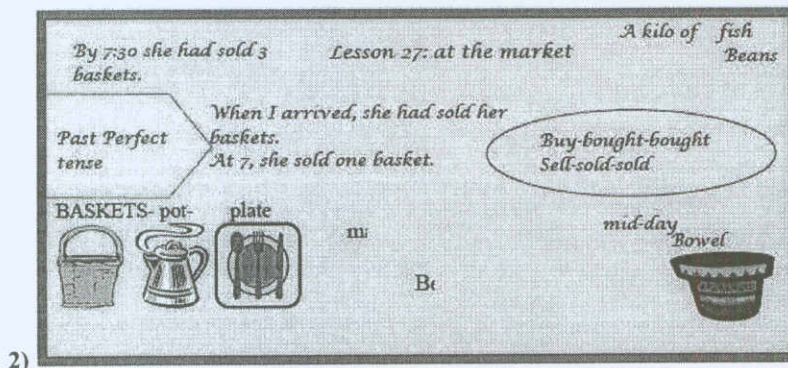 A kilo of fish
Beans
By 7:30 she had sold 3
baskets.
Lesson 27: at the market
When I arrived, she had sold her
baskets.
At 7, she sold one basket.
Past Perfect
tense
Buy-bought-bought
Sell-sold-sold
BASKETS- pot- plate
mid-day
Bowel
2)